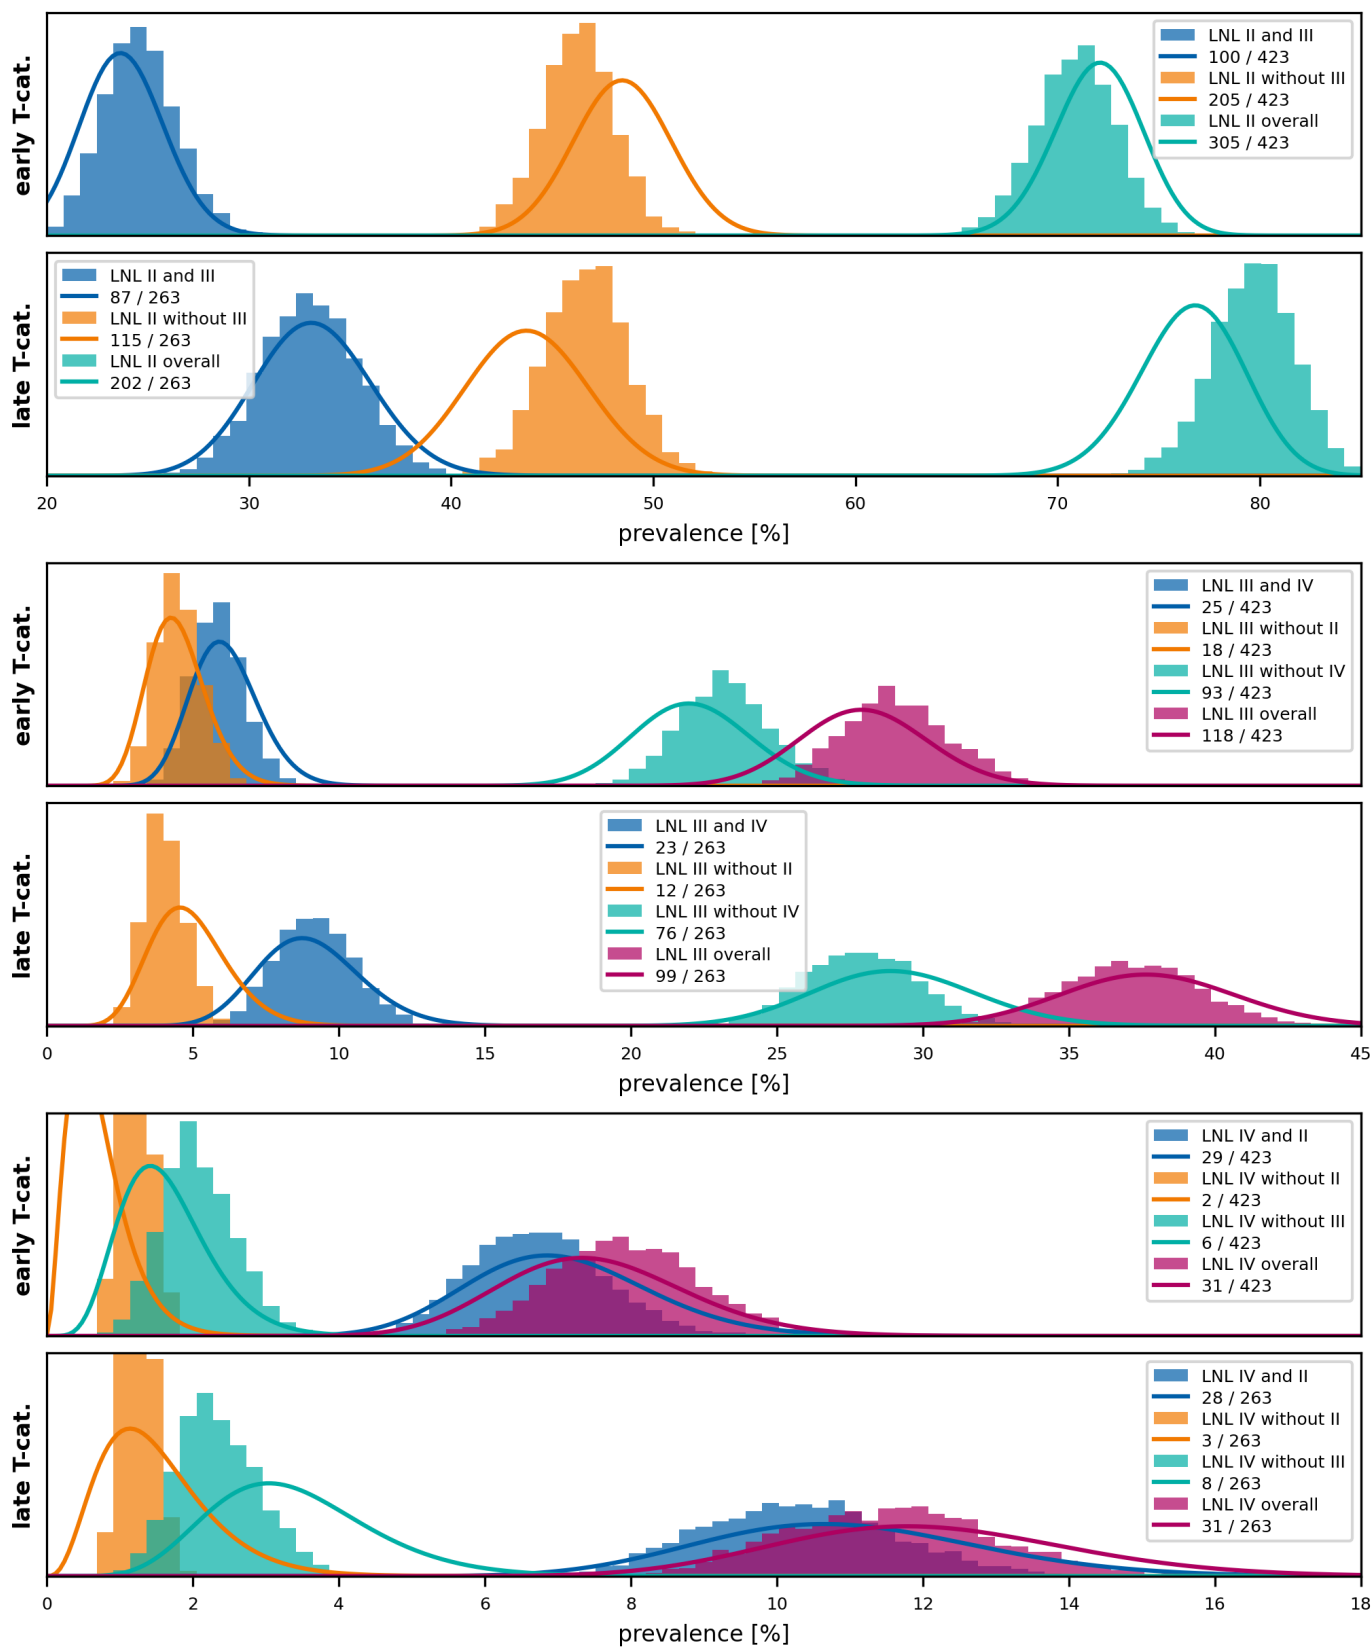 early T-cat.
LNL II and III
100 / 423
LNL II without III
205 / 423
LNL II overall
305 / 423
late T-cat.
LNL II and III
87 / 263
LNL II without III
115 / 263
LNL II overall
202 / 263
20 30 40 50 60 70 80
prevalence [%]
early T-cat.
LNL III and IV
25 / 423
LNL III without II
18 / 423
LNL III without IV
93 / 423
LNL III overall
118 / 423
late T-cat.
LNL III and IV
23 / 263
LNL III without II
12 / 263
LNL III without IV
76 / 263
LNL III overall
99 / 263
0 5 10 15 20 25 30 35 40 45
prevalence [%]
early T-cat.
LNL IV and II
29 / 423
LNL IV without II
2 / 423
LNL IV without III
6 / 423
LNL IV overall
31 / 423
late T-cat.
LNL IV and II
28 / 263
LNL IV without II
3 / 263
LNL IV without III
8 / 263
LNL IV overall
31 / 263
0 2 4 6 8 10 12 14 16 18
prevalence [%]